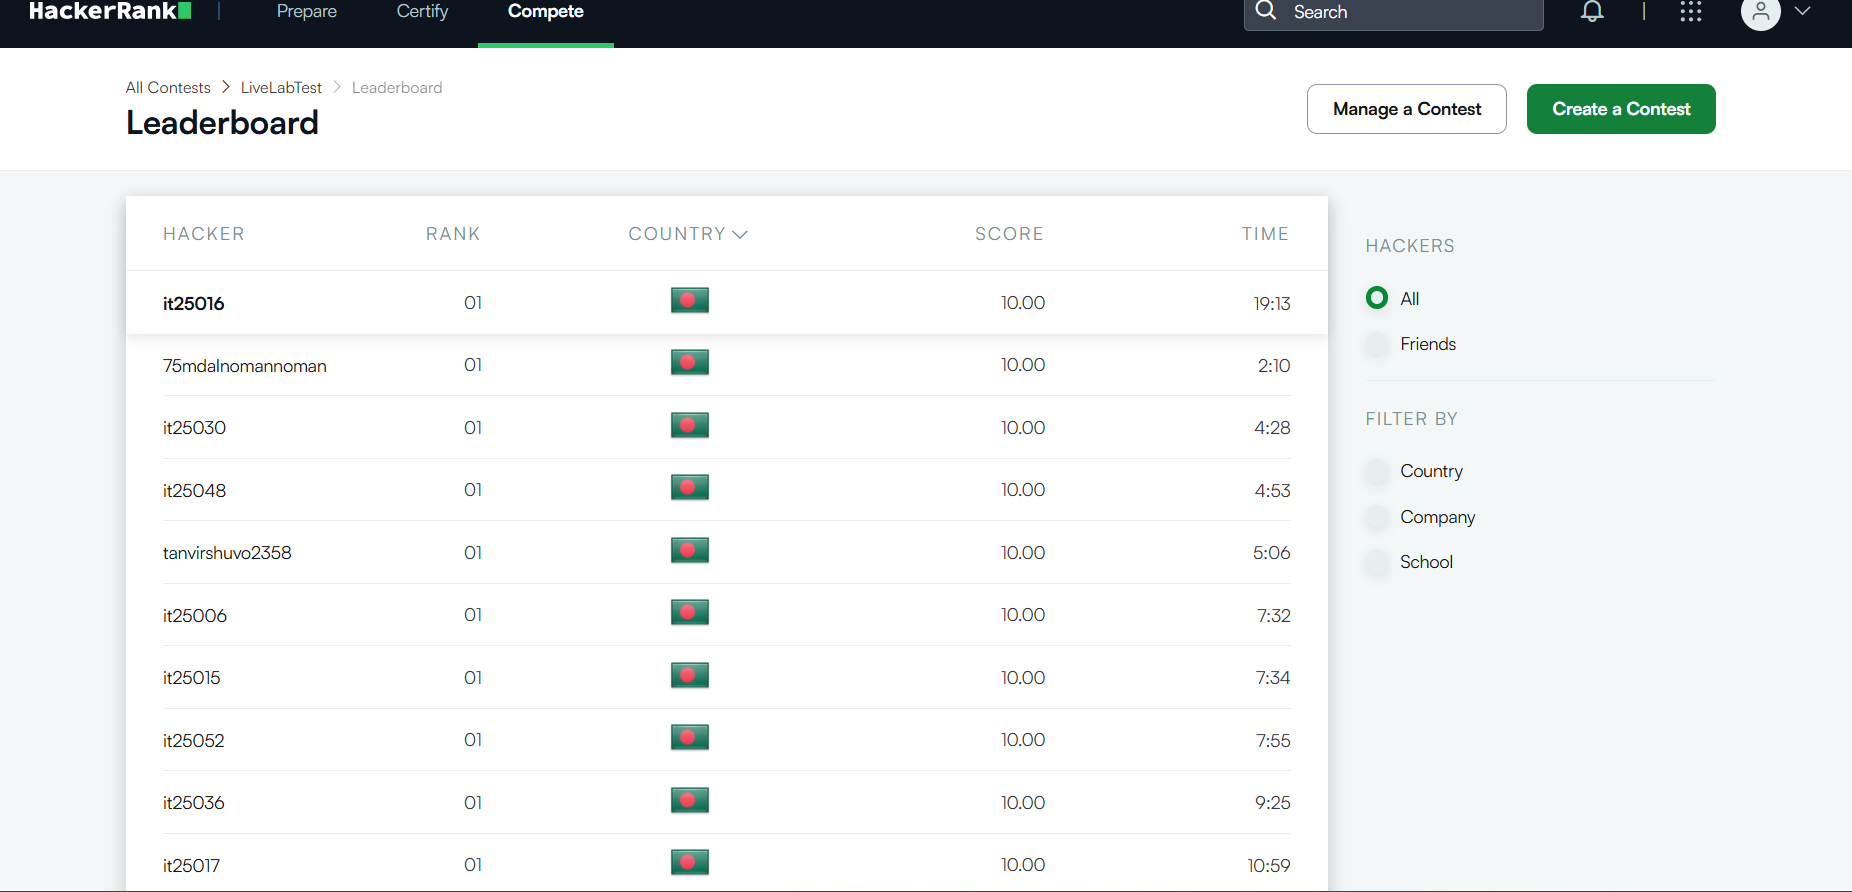 HackerRank | Prepare Certify Compete Search |
All Contests > LiveLabTest > Leaderboard
Leaderboard
Manage a Contest Create a Contest
HACKER RANK COUNTRY SCORE TIME
it25016 01 10.00 19:13
75mdalnomannoman 01 10.00 2:10
it25030 01 10.00 4:28
it25048 01 10.00 4:53
tanvirshuvo2358 01 10.00 5:06
it25006 01 10.00 7:32
it25015 01 10.00 7:34
it25052 01 10.00 7:55
it25036 01 10.00 9:25
it25017 01 10.00 10:59
HACKERS
All
Friends
FILTER BY
Country
Company
School